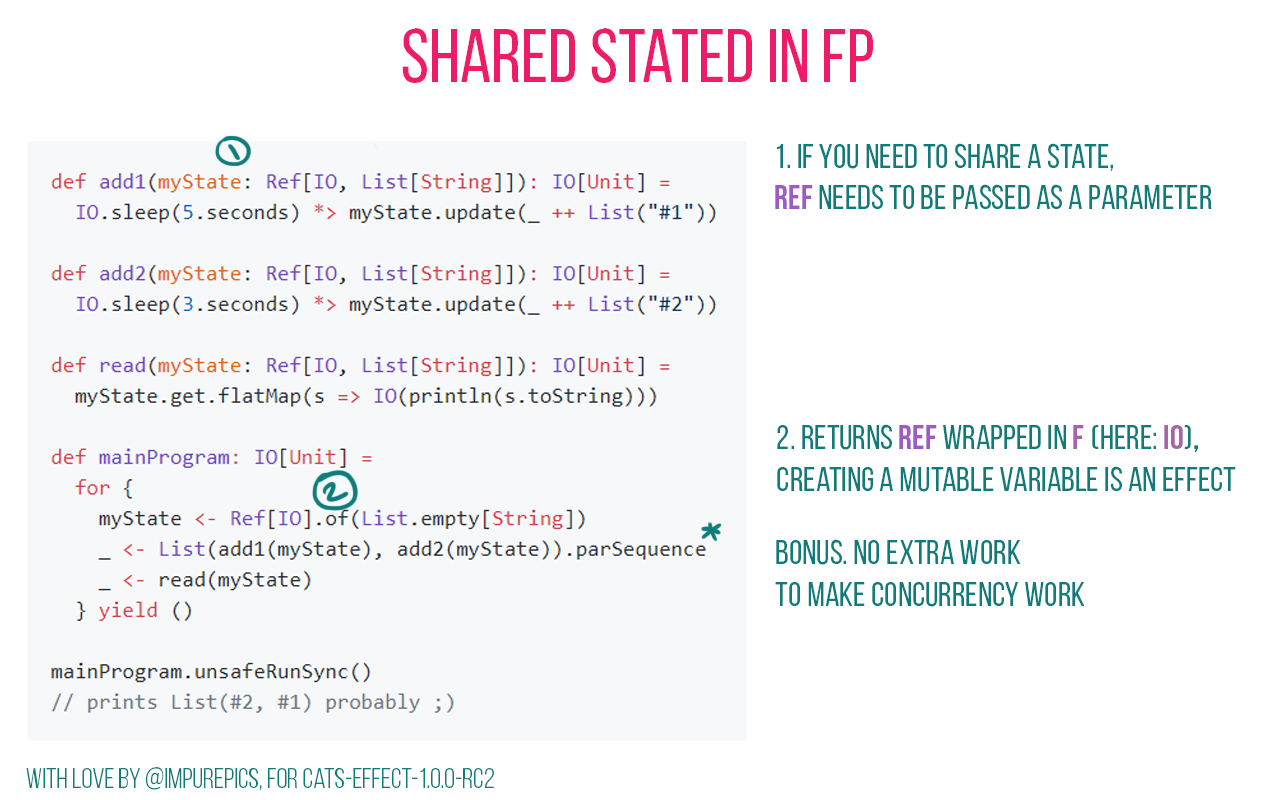 SHARED STATED IN FP
1
def add1(myState: Ref[IO, List[String]]): IO[Unit] =
  IO.sleep(5.seconds) *> myState.update(_ ++ List("#1"))
def add2(myState: Ref[IO, List[String]]): IO[Unit] =
  IO.sleep(3.seconds) *> myState.update(_ ++ List("#2"))
def read(myState: Ref[IO, List[String]]): IO[Unit] =
  myState.get.flatMap(s => IO(println(s.toString)))
def mainProgram: IO[Unit] =
  for {
2
    myState <- Ref[IO].of(List.empty[String])
*
    _ <- List(add1(myState), add2(myState)).parSequence
    _ <- read(myState)
  } yield ()
mainProgram.unsafeRunSync()
// prints List(#2, #1) probably ;)
1. IF YOU NEED TO SHARE A STATE,
REF NEEDS TO BE PASSED AS A PARAMETER
2. RETURNS REF WRAPPED IN F (HERE: IO),
CREATING A MUTABLE VARIABLE IS AN EFFECT
BONUS. NO EXTRA WORK
TO MAKE CONCURRENCY WORK
WITH LOVE BY @IMPUREPICS, FOR CATS-EFFECT-1.0.0-RC2